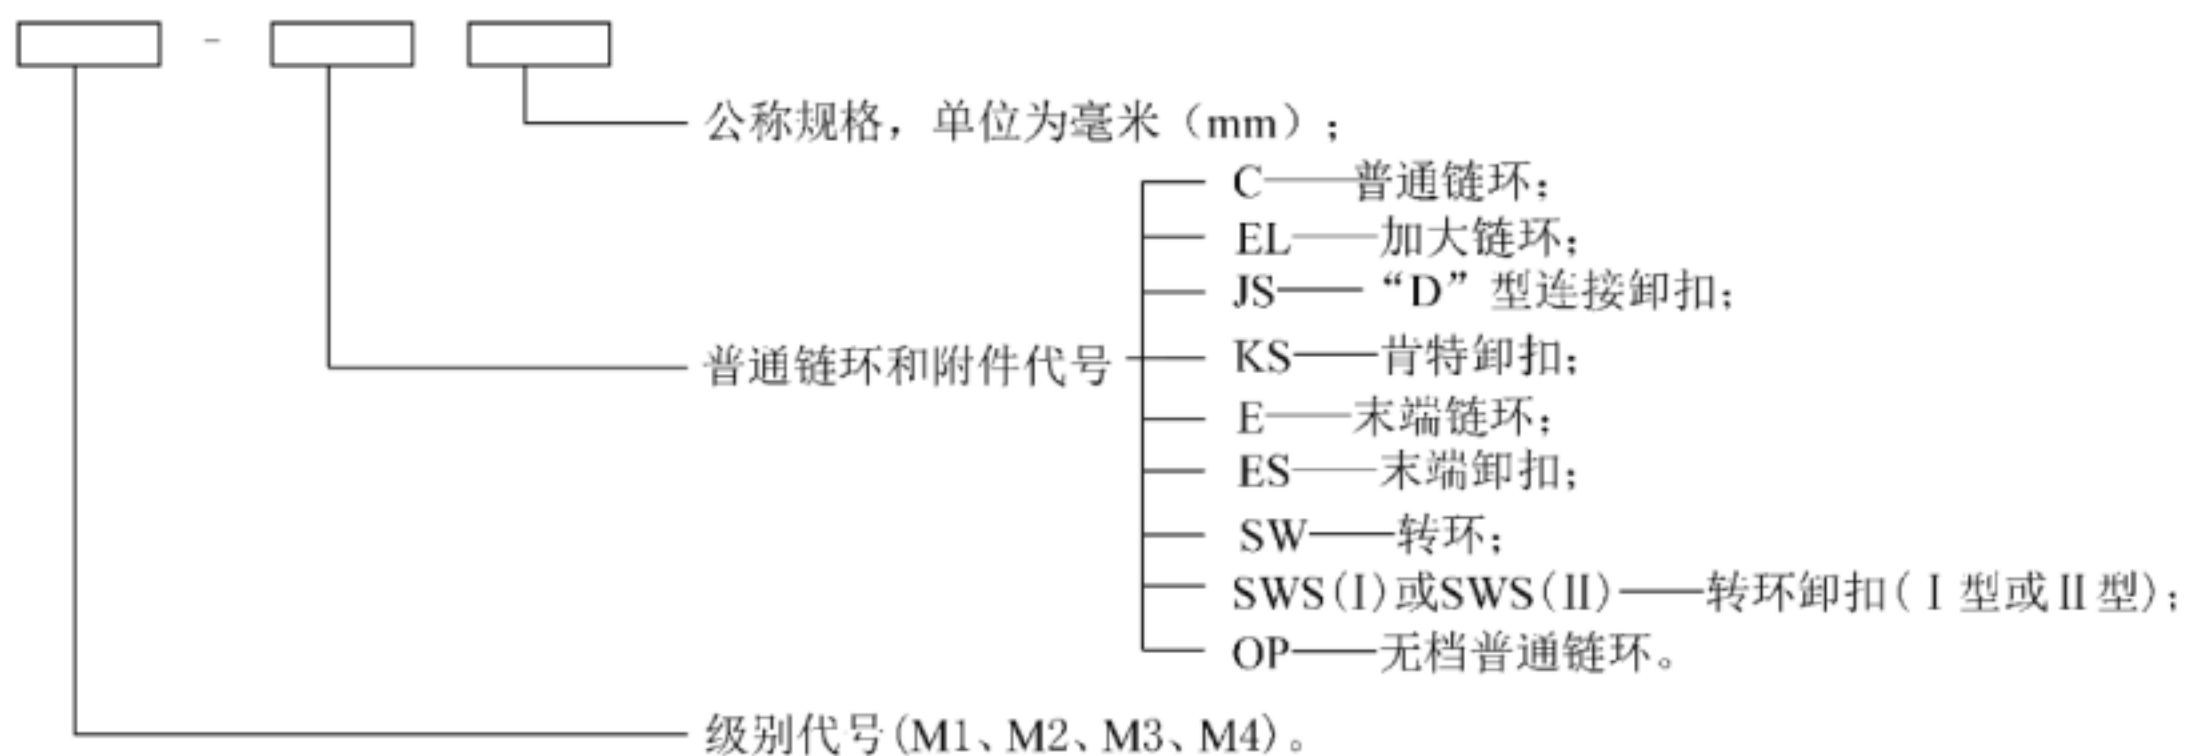 -
公称规格，单位为毫米（mm）；
C——普通链环；
EL——加大链环；
JS——“D”型连接卸扣；
普通链环和附件代号
KS——肯特卸扣；
E——末端链环；
ES——末端卸扣；
SW——转环；
SWS(Ⅰ)或SWS(Ⅱ)——转环卸扣(Ⅰ型或Ⅱ型)；
OP——无档普通链环。
级别代号(M1、M2、M3、M4)。